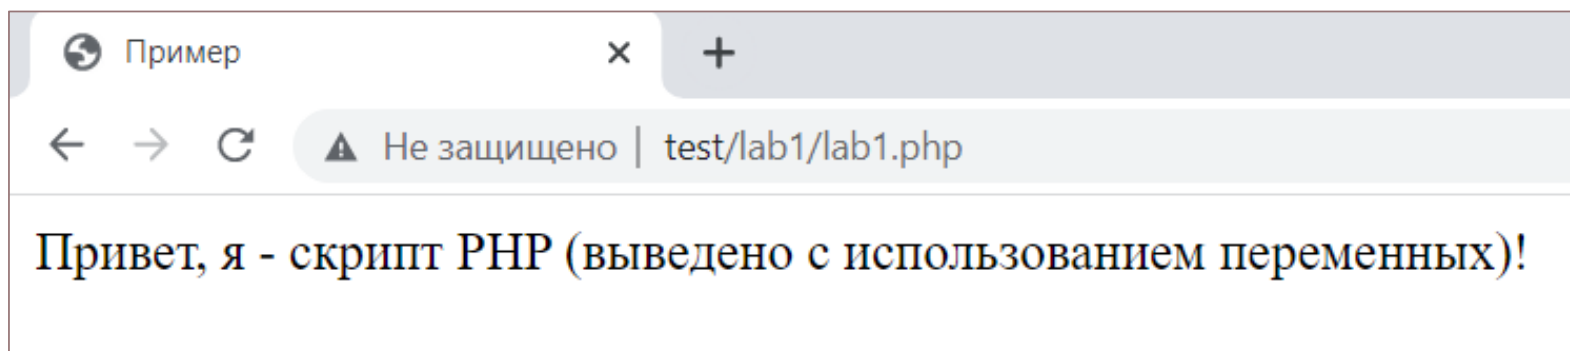 Пример
Не защищено | test/lab1/lab1.php
Привет, я - скрипт PHP (выведено с использованием переменных)!